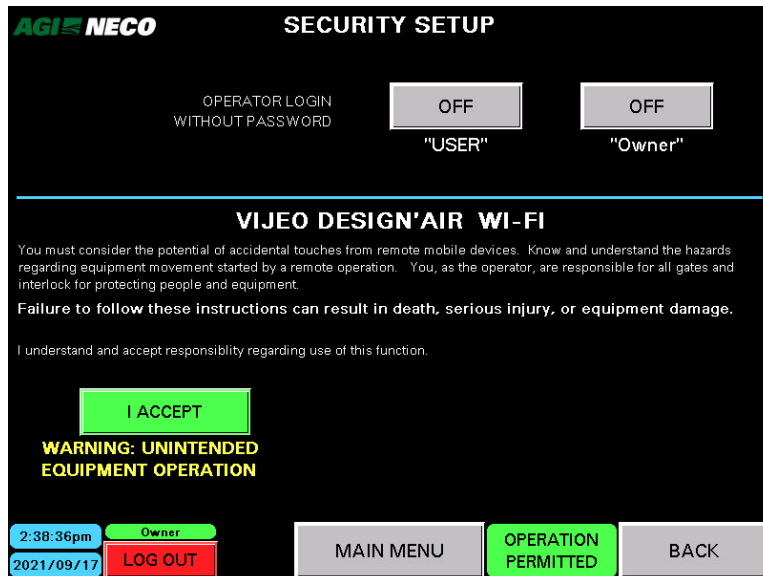 AGI NECO
SECURITY SETUP
OPERATOR LOGIN
WITHOUT PASSWORD
OFF
OFF
"USER"
"Owner"
VIJEO DESIGN'AIR WI-FI
You must consider the potential of accidental touches from remote mobile devices. Know and understand the hazards
regarding equipment movement started by a remote operation. You, as the operator, are responsible for all gates and
interlock for protecting people and equipment.
Failure to follow these instructions can result in death, serious injury, or equipment damage.
I understand and accept responsiblity regarding use of this function.
I ACCEPT
WARNING: UNINTENDED
EQUIPMENT OPERATION
2:38:36pm
Owner
2021/09/17
LOG OUT
MAIN MENU
OPERATION
PERMITTED
BACK